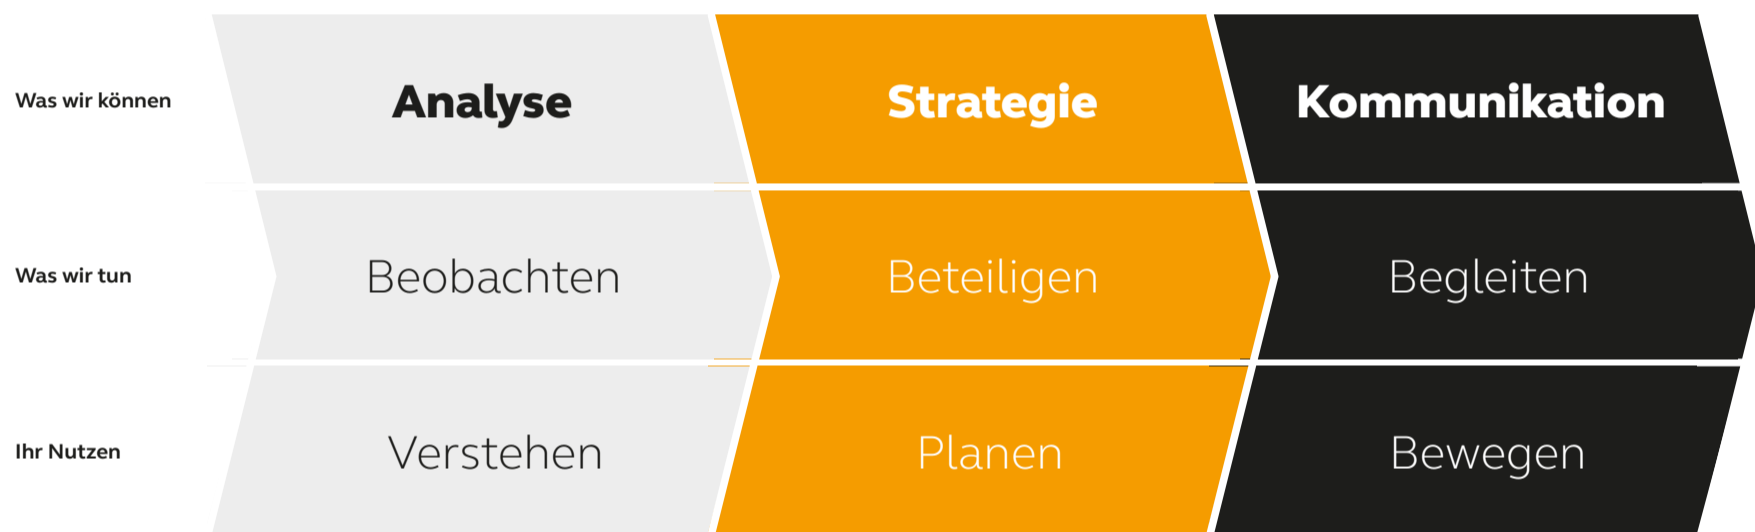 Was wir können Analyse Strategie Kommunikation
Was wir tun Beobachten Beteiligen Begleiten
Ihr Nutzen Verstehen Planen Bewegen